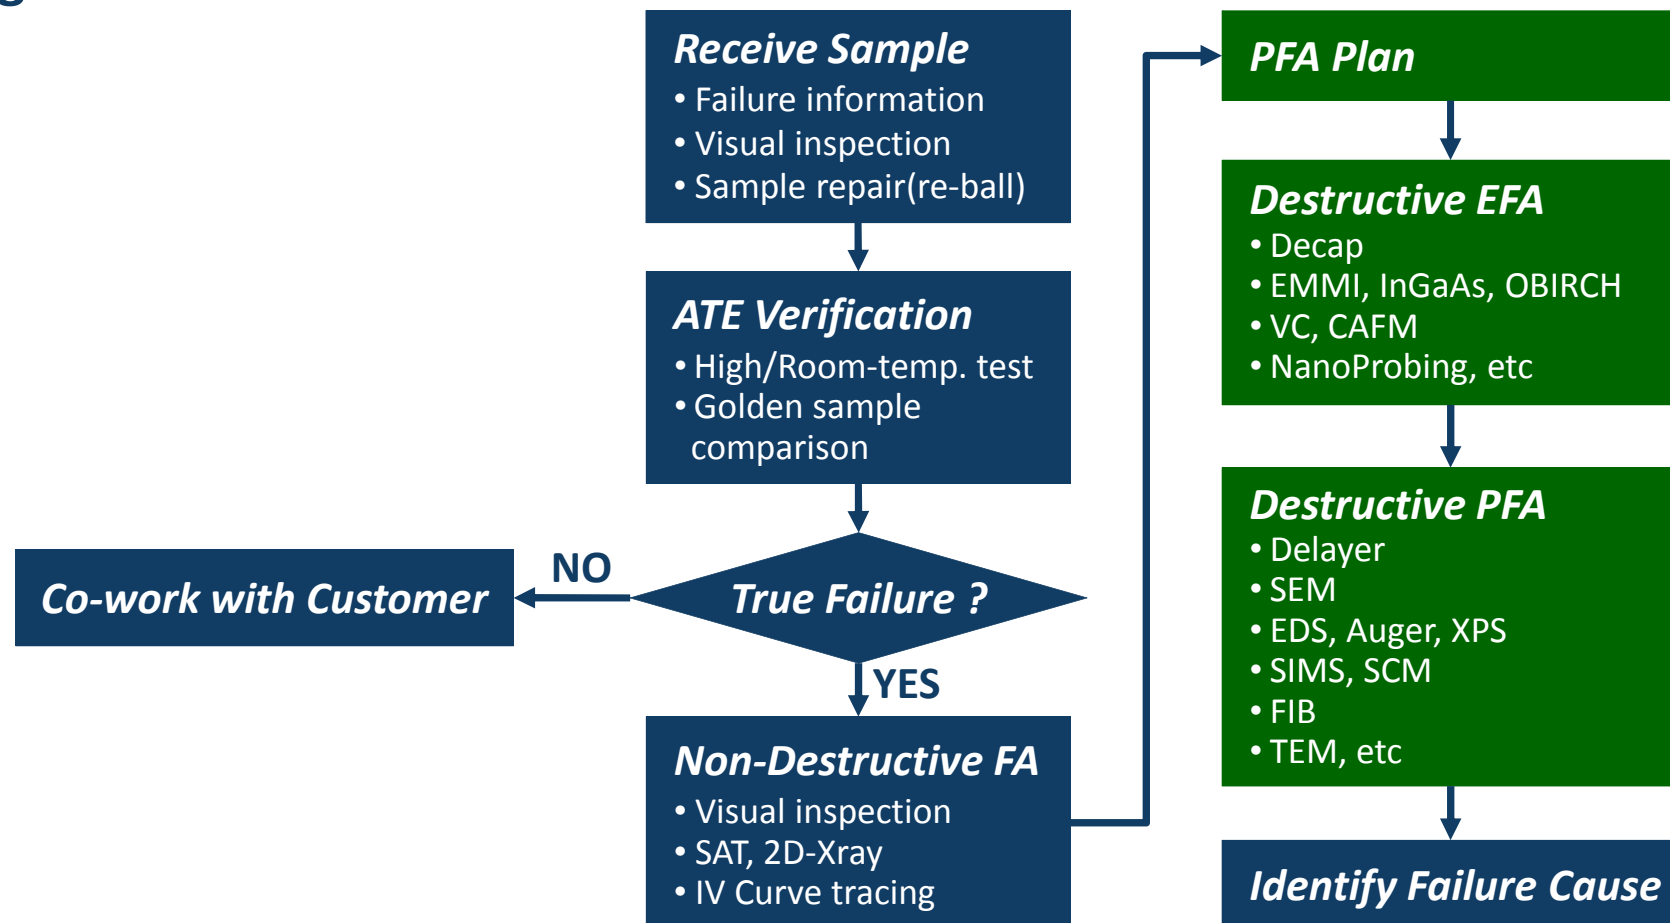 Receive Sample
• Failure information
• Visual inspection
• Sample repair(re-ball)
ATE Verification
• High/Room-temp. test
• Golden sample
comparison
True Failure ?
NO
Co-work with Customer
YES
Non-Destructive FA
• Visual inspection
• SAT, 2D-Xray
• IV Curve tracing
PFA Plan
Destructive EFA
• Decap
• EMMI, InGaAs, OBIRCH
• VC, CAFM
• NanoProbing, etc
Destructive PFA
• Delayer
• SEM
• EDS, Auger, XPS
• SIMS, SCM
• FIB
• TEM, etc
Identify Failure Cause